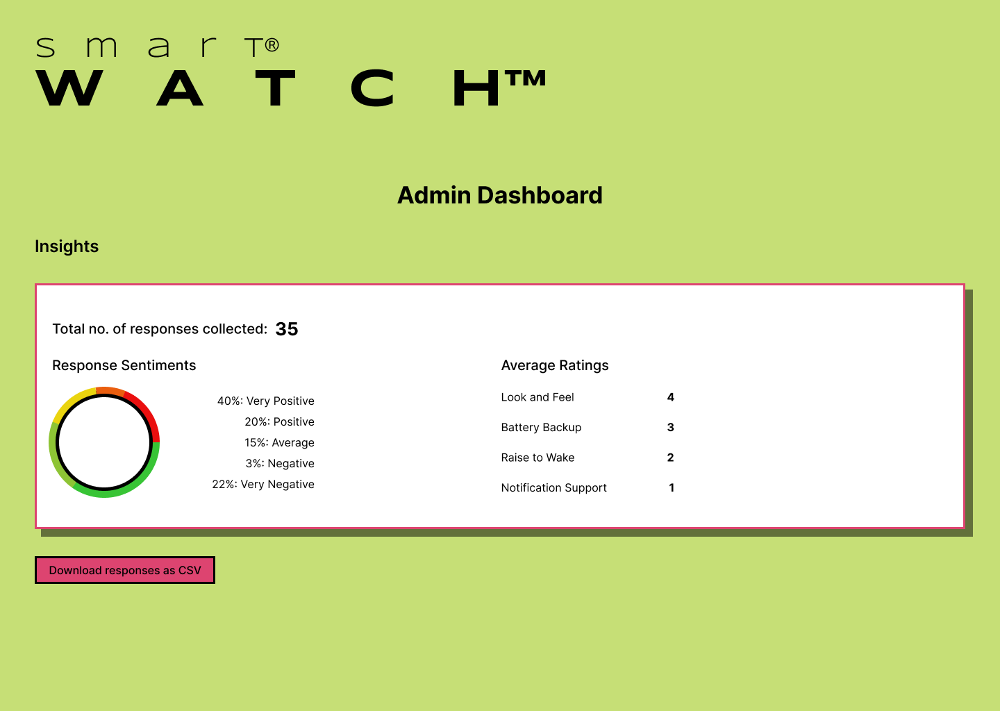 smarT®
WATCH™
Admin Dashboard
Insights
Total no. of responses collected: 35
Response Sentiments
40%: Very Positive
20%: Positive
15%: Average
3%: Negative
22%: Very Negative
Average Ratings
Look and Feel 4
Battery Backup 3
Raise to Wake 2
Notification Support 1
Download responses as CSV